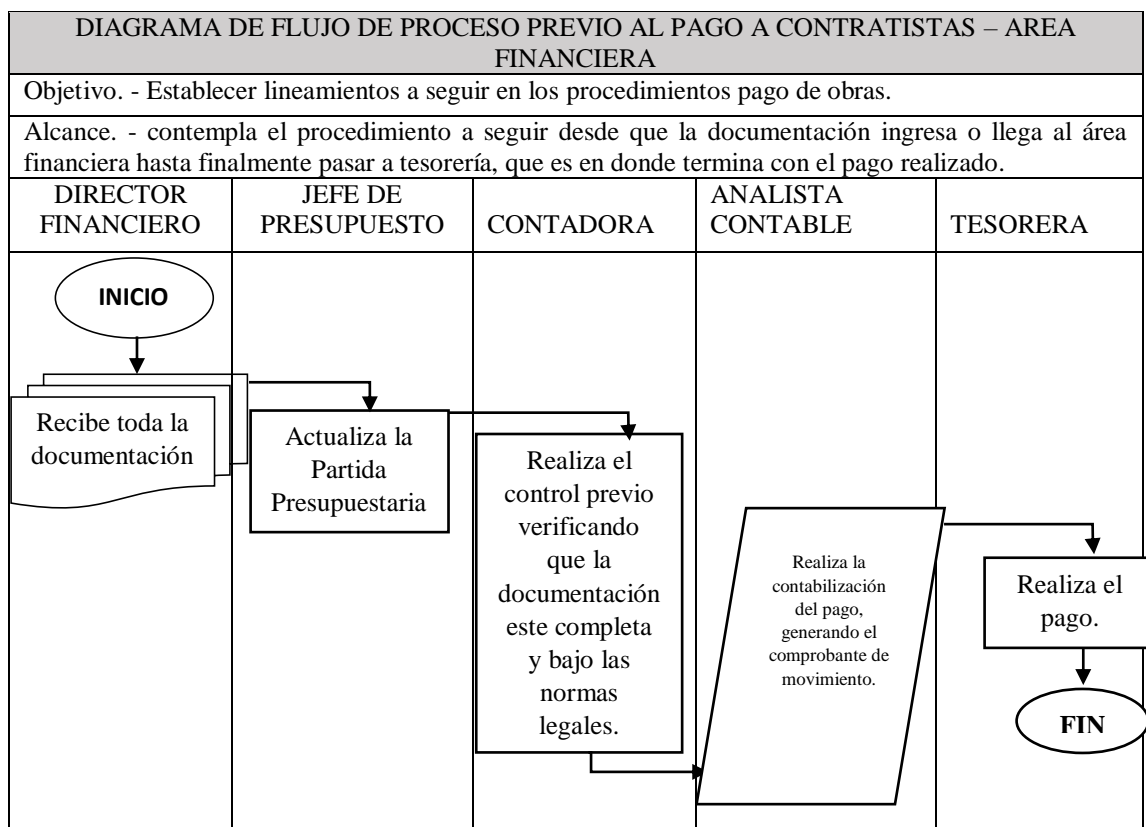 DIAGRAMA DE FLUJO DE PROCESO PREVIO AL PAGO A CONTRATISTAS – AREA
FINANCIERA
Objetivo. - Establecer lineamientos a seguir en los procedimientos pago de obras.
Alcance. - contempla el procedimiento a seguir desde que la documentación ingresa o llega al área
financiera hasta finalmente pasar a tesorería, que es en donde termina con el pago realizado.
DIRECTOR
FINANCIERO
JEFE DE
PRESUPUESTO
CONTADORA
ANALISTA
CONTABLE
TESORERA
INICIO
Recibe toda la
documentación
Actualiza la
Partida
Presupuestaria
Realiza el
control previo
verificando
que la
documentación
este completa
y bajo las
normas
legales.
Realiza la
contabilización
del pago,
generando el
comprobante de
movimiento.
Realiza el
pago.
FIN